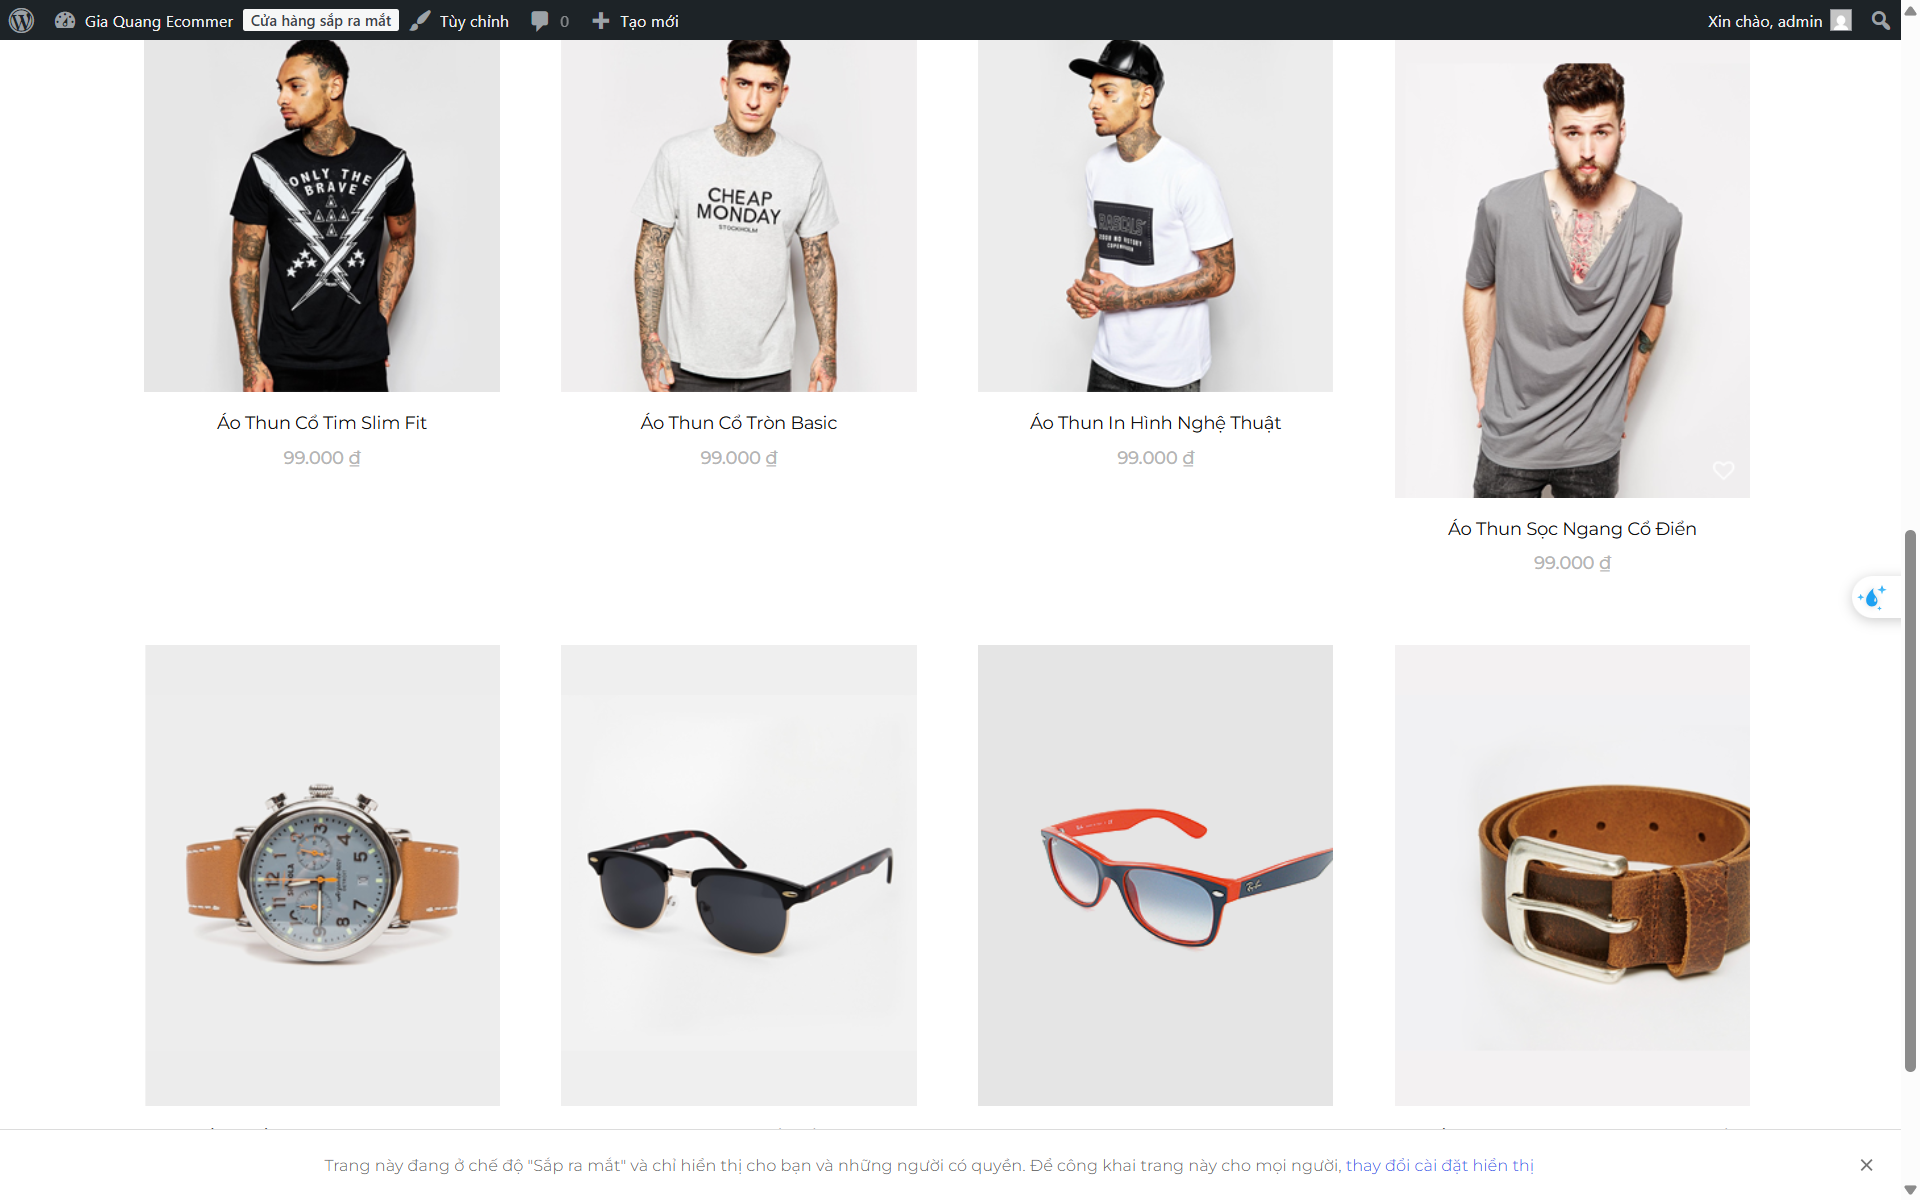 Gia Quang Ecommer
Cửa hàng sắp ra mắt
Tùy chỉnh
0
Tạo mới
Xin chào, admin
ONLY THE
BRAVE
CHEAP
MONDAY
STOCKHOLM
RASCALS
COPENHAGEN
Áo Thun Cổ Tim Slim Fit
99.000 ₫
Áo Thun Cổ Tròn Basic
99.000 ₫
Áo Thun In Hình Nghệ Thuật
99.000 ₫
Áo Thun Sọc Ngang Cổ Điển
99.000 ₫
SHINOLA
Trang này đang ở chế độ "Sắp ra mắt" và chỉ hiển thị cho bạn và những người có quyền. Để công khai trang này cho mọi người, thay đổi cài đặt hiển thị